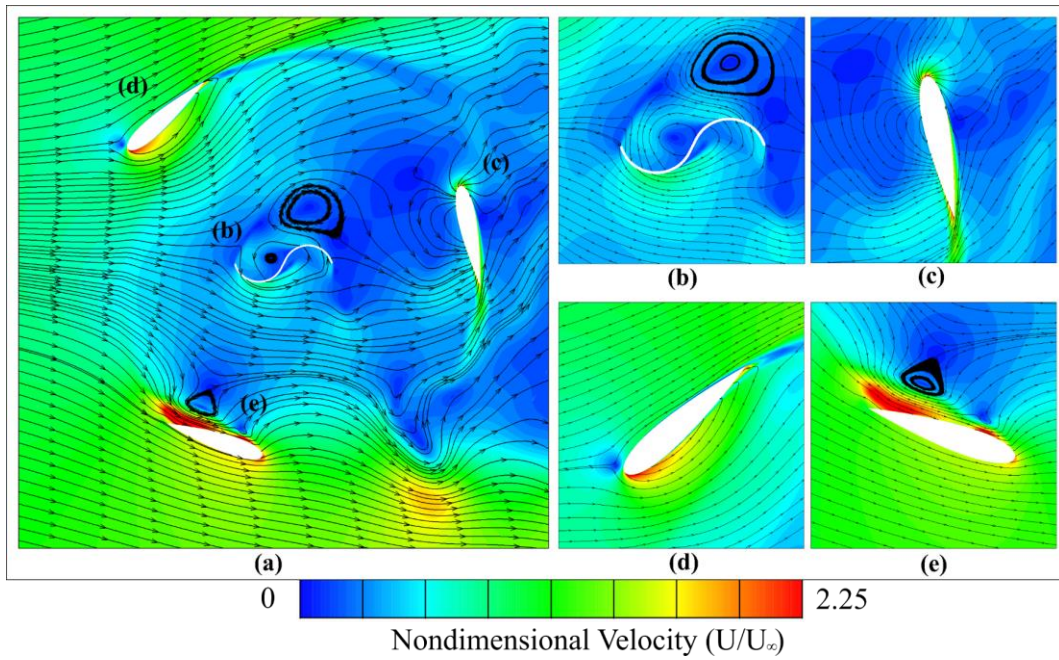 (d)
(c)
(b)
(e)
(a)
(b)
(c)
(d)
(e)
0
2.25
Nondimensional Velocity (U/U∞)